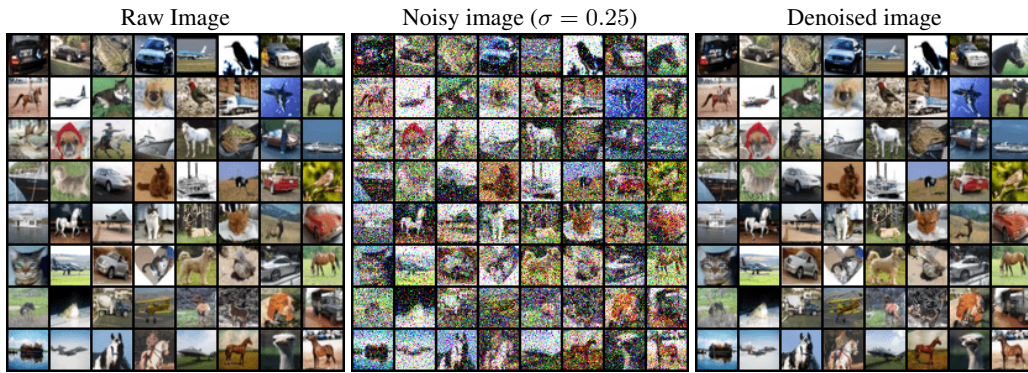 Raw Image
Noisy image (σ = 0.25)
Denoised image